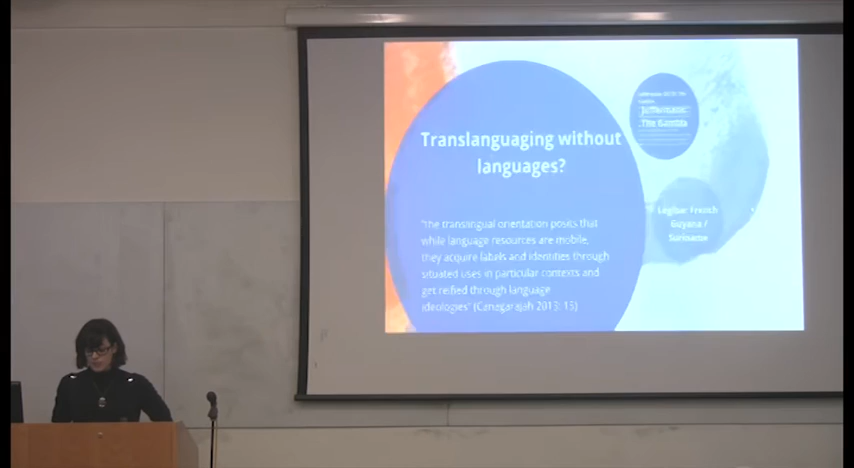 Translanguaging without
languages?
"the translingual orientation posits that
while language resources are mobile,
they acquire labels and identities through
situated uses in particular contexts and
get reified through language
ideologies" (Canagarajah 2013: 15)
The Gambia
French
Guyana /
Suriname